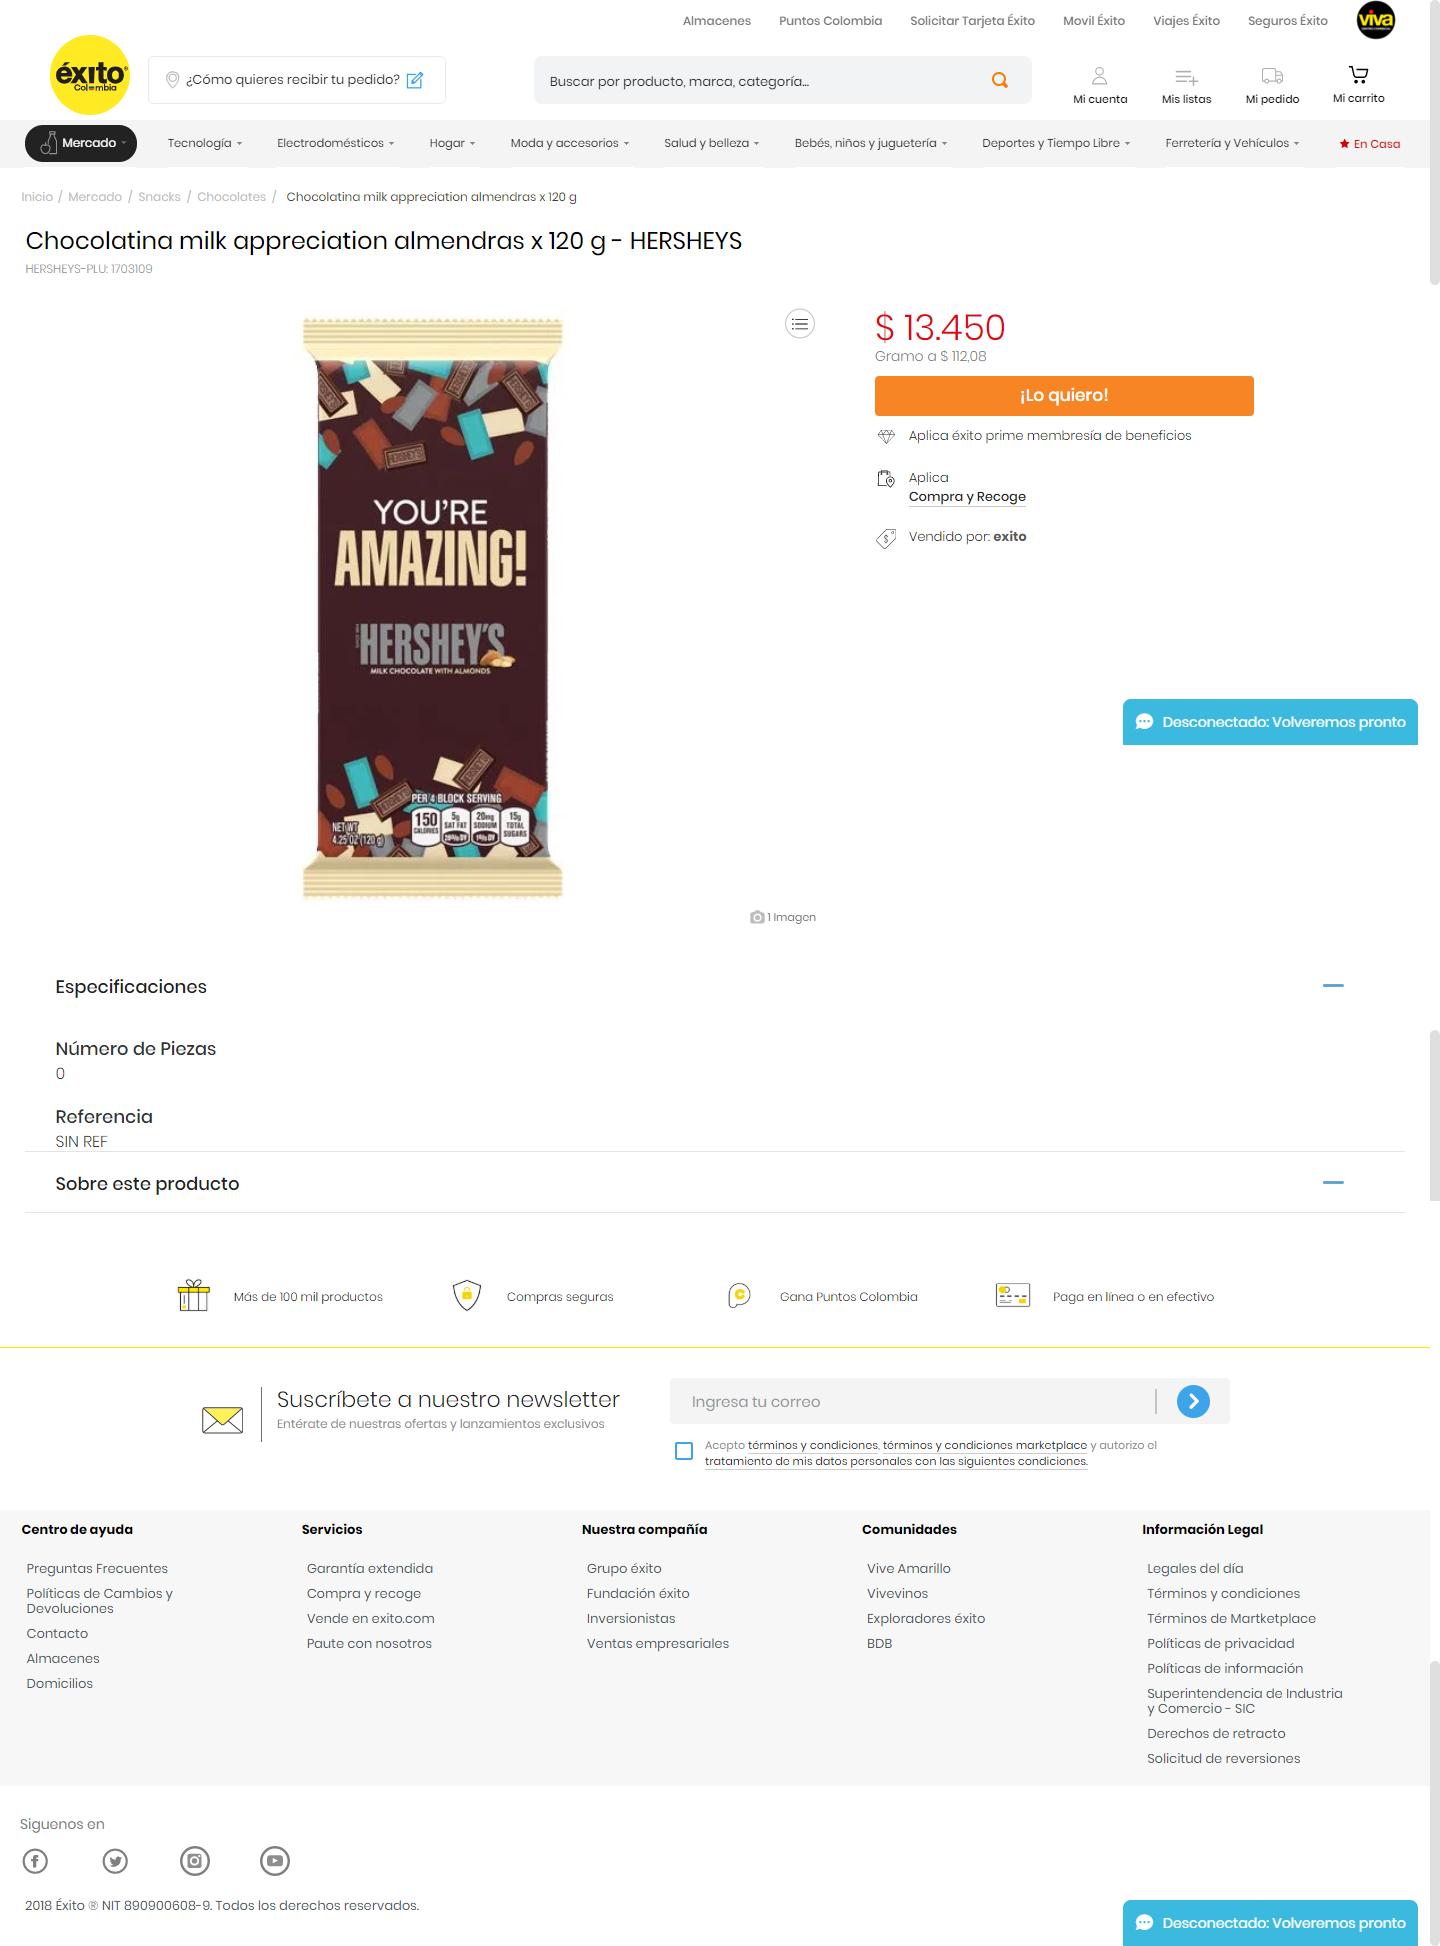 Almacenes Puntos Colombia Solicitar Tarjeta Éxito Movil Éxito Viajes Éxito Seguros Éxito viva
éxito
Colombia
¿Cómo quieres recibir tu pedido?
Buscar por producto, marca, categoría...
Mi cuenta Mis listas Mi pedido Mi carrito
Mercado Tecnología Electrodomésticos Hogar Moda y accesorios Salud y belleza Bebés, niños y juguetería Deportes y Tiempo Libre Ferretería y Vehículos En Casa
Inicio / Mercado / Snacks / Chocolates / Chocolatina milk appreciation almendras x 120 g
Chocolatina milk appreciation almendras x 120 g - HERSHEYS
HERSHEYS-PLU: 1703109
YOU'RE
AMAZING!
HERSHEY'S
MILK CHOCOLATE WITH ALMONDS
PER 4 BLOCK SERVING
150 CALORIES
5g SAT FAT
20mg SODIUM
15g TOTAL SUGARS
NET WT
4.25 OZ (120 g)
1 Imagen
$ 13.450
Gramo a $ 112,08
¡Lo quiero!
Aplica éxito prime membresía de beneficios
Aplica
Compra y Recoge
Vendido por: exito
Desconectado: Volveremos pronto
Especificaciones
Número de Piezas
0
Referencia
SIN REF
Sobre este producto
Más de 100 mil productos
Compras seguras
Gana Puntos Colombia
Paga en línea o en efectivo
Suscríbete a nuestro newsletter
Entérate de nuestras ofertas y lanzamientos exclusivos
Ingresa tu correo
Acepto términos y condiciones, términos y condiciones marketplace y autorizo el
tratamiento de mis datos personales con las siguientes condiciones.
Centro de ayuda
Preguntas Frecuentes
Políticas de Cambios y
Devoluciones
Contacto
Almacenes
Domicilios
Servicios
Garantía extendida
Compra y recoge
Vende en exito.com
Paute con nosotros
Nuestra compañía
Grupo éxito
Fundación éxito
Inversionistas
Ventas empresariales
Comunidades
Vive Amarillo
Vivevinos
Exploradores éxito
BDB
Información Legal
Legales del día
Términos y condiciones
Términos de Martketplace
Políticas de privacidad
Políticas de información
Superintendencia de Industria
y Comercio - SIC
Derechos de retracto
Solicitud de reversiones
Siguenos en
2018 Éxito ® NIT 890900608-9. Todos los derechos reservados.
Desconectado: Volveremos pronto